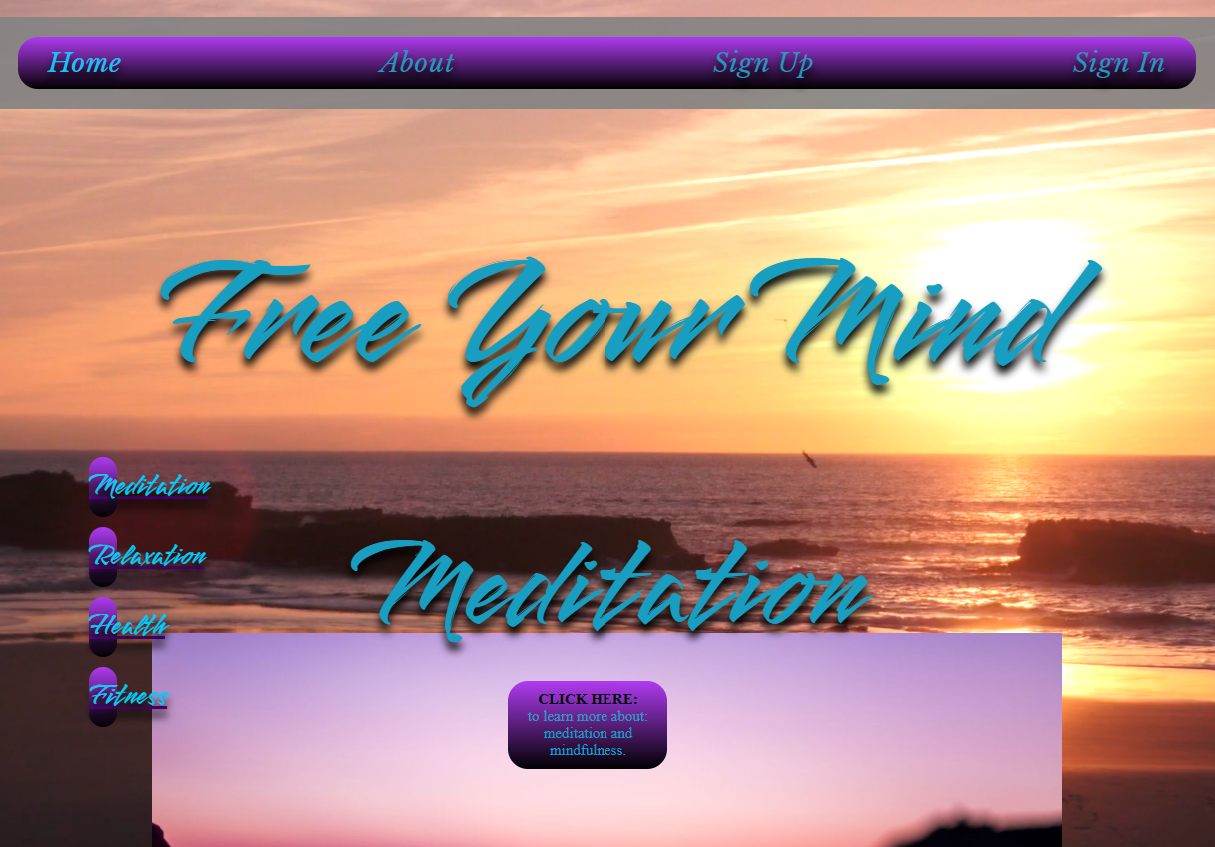 Home About Sign Up Sign In
Free Your Mind
Meditation
Relaxation
Health
Fitness
Meditation
CLICK HERE:
to learn more about:
meditation and
mindfulness.